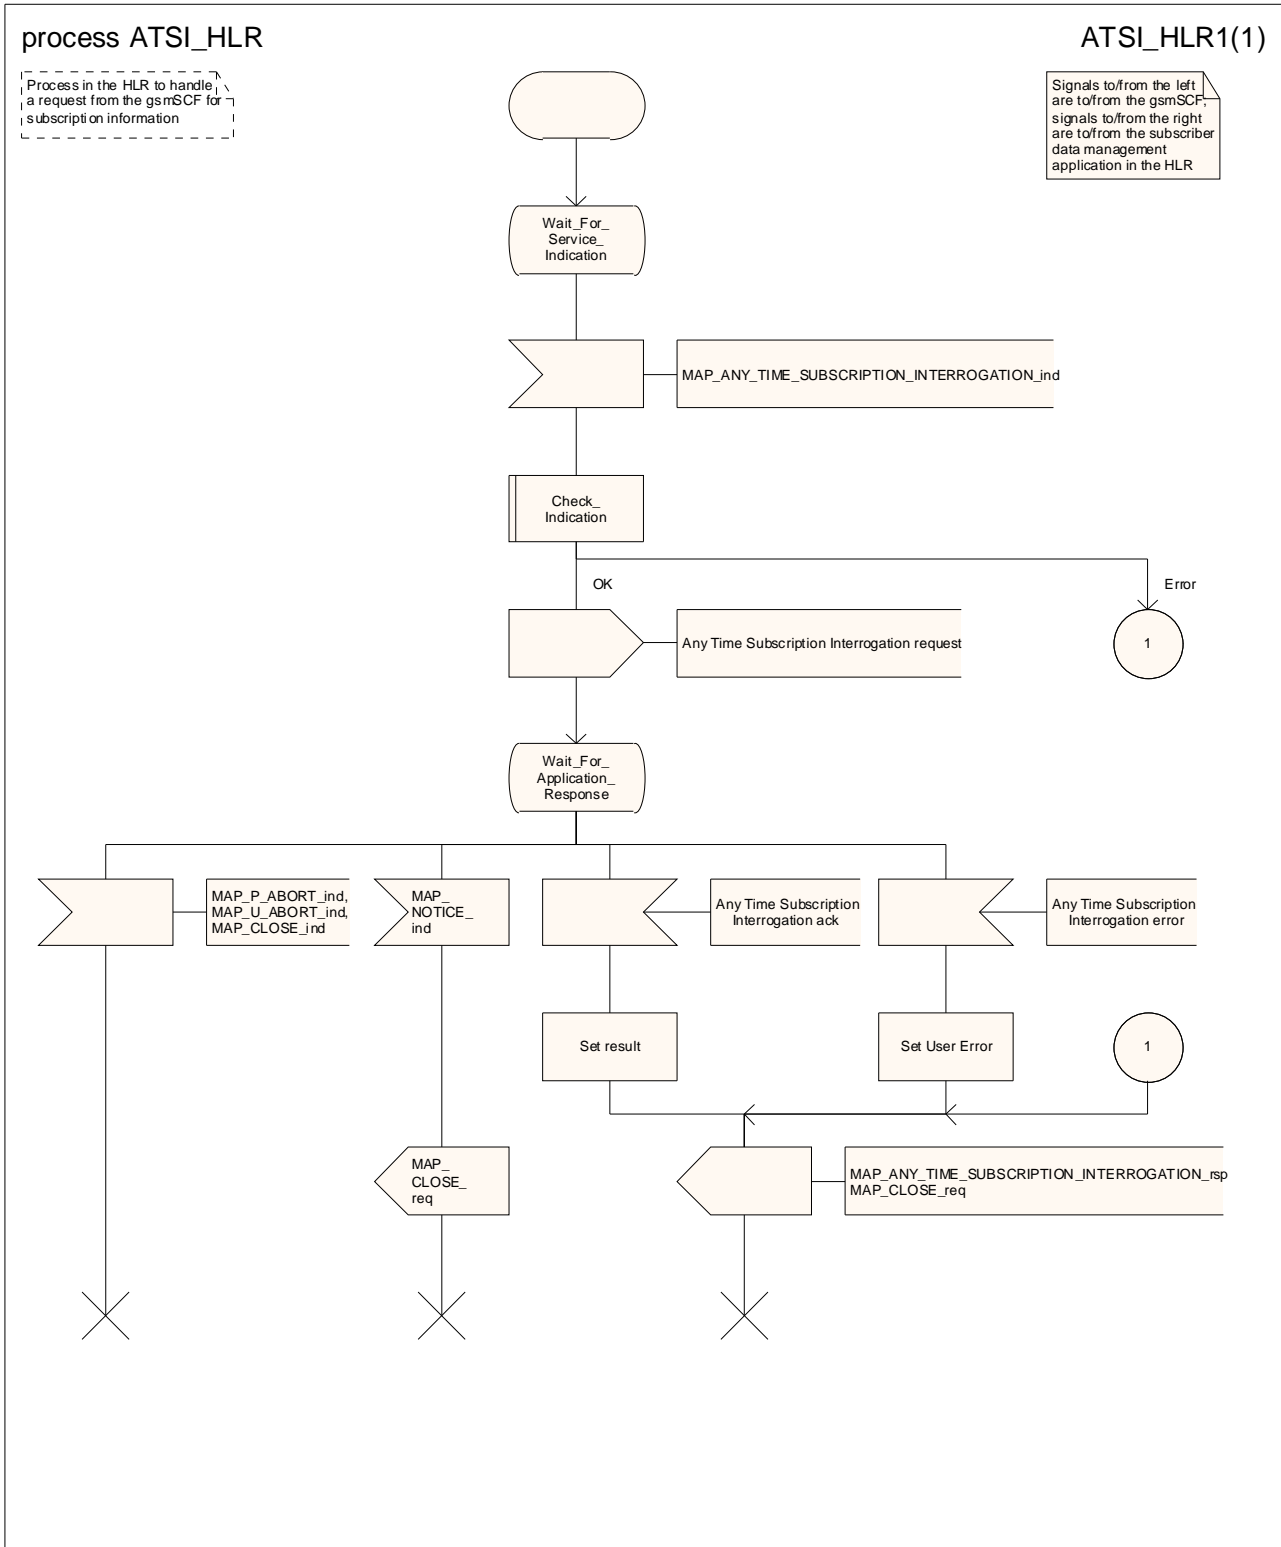 process ATSI_HLR
ATSI_HLR1(1)
Process in the HLR to handle
a request from the gsmSCF for
subscription information
Signals to/from the left
are to/from the gsmSCF;
signals to/from the right
are to/from the subscriber
data management
application in the HLR
Wait_For_
Service_
Indication
MAP_ANY_TIME_SUBSCRIPTION_INTERROGATION_ind
Check_
Indication
OK
Error
Any Time Subscription Interrogation request
1
Wait_For_
Application_
Response
MAP_P_ABORT_ind,
MAP_U_ABORT_ind,
MAP_CLOSE_ind
MAP_
NOTICE_
ind
Any Time Subscription
Interrogation ack
Any Time Subscription
Interrogation error
Set result
Set User Error
1
MAP_
CLOSE_
req
MAP_ANY_TIME_SUBSCRIPTION_INTERROGATION_rsp
MAP_CLOSE_req